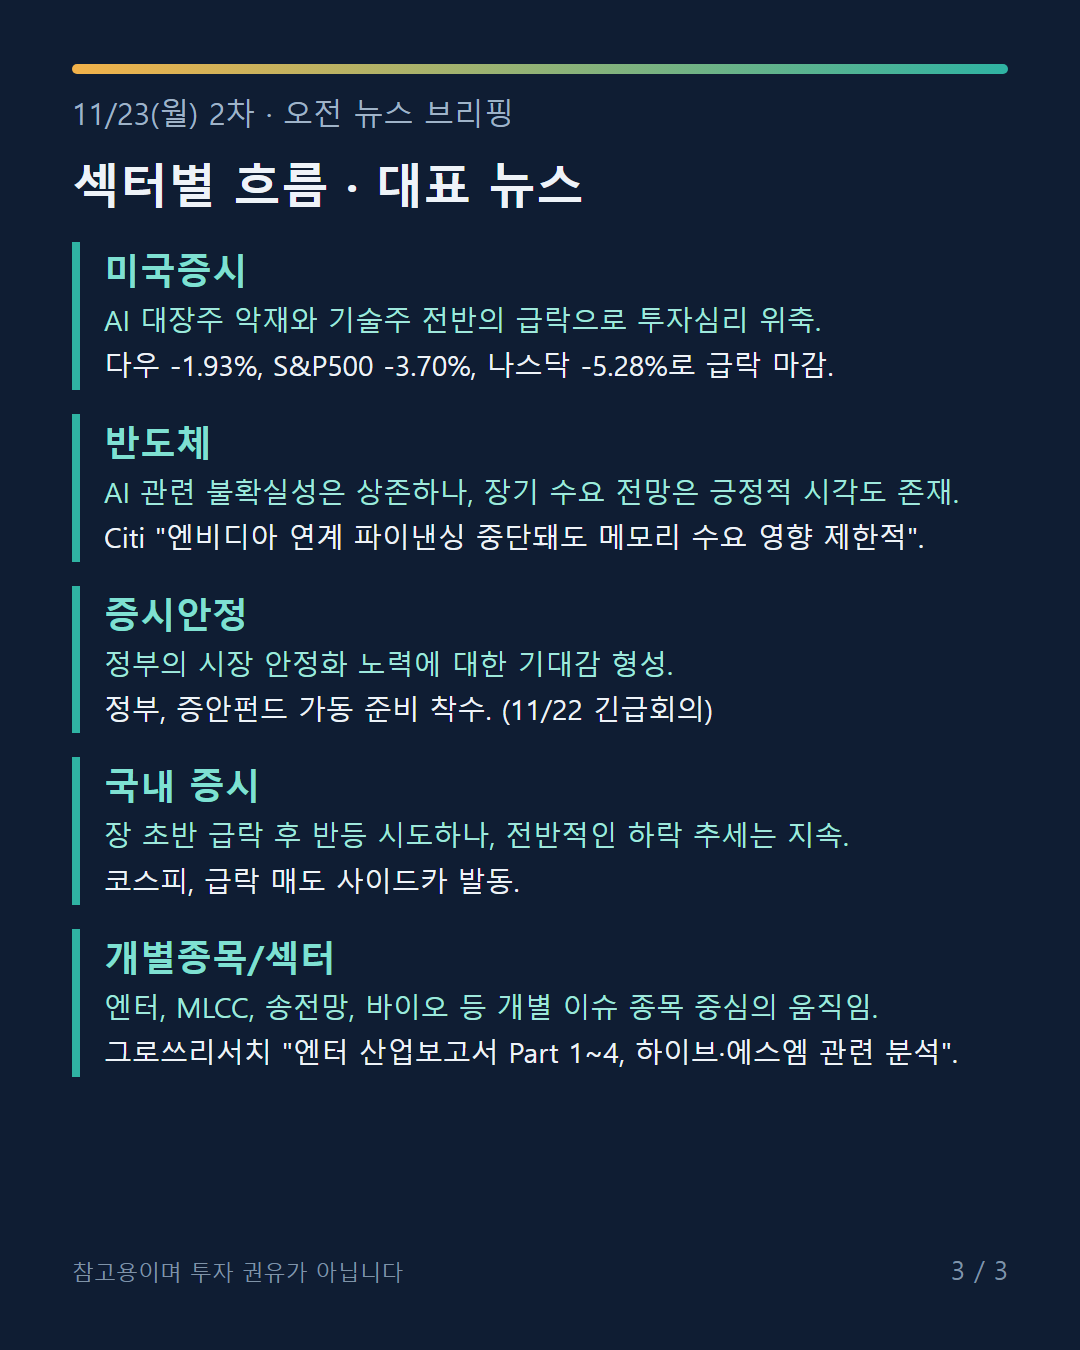 11/23(월) 2차 · 오전 뉴스 브리핑
섹터별 흐름 · 대표 뉴스
미국증시
AI 대장주 악재와 기술주 전반의 급락으로 투자심리 위축.
다우 -1.93%, S&P500 -3.70%, 나스닥 -5.28%로 급락 마감.
반도체
AI 관련 불확실성은 상존하나, 장기 수요 전망은 긍정적 시각도 존재.
Citi "엔비디아 연계 파이낸싱 중단돼도 메모리 수요 영향 제한적".
증시안정
정부의 시장 안정화 노력에 대한 기대감 형성.
정부, 증안펀드 가동 준비 착수. (11/22 긴급회의)
국내 증시
장 초반 급락 후 반등 시도하나, 전반적인 하락 추세는 지속.
코스피, 급락 매도 사이드카 발동.
개별종목/섹터
엔터, MLCC, 송전망, 바이오 등 개별 이슈 종목 중심의 움직임.
그로쓰리서치 "엔터 산업보고서 Part 1~4, 하이브·에스엠 관련 분석".
참고용이며 투자 권유가 아닙니다
3 / 3